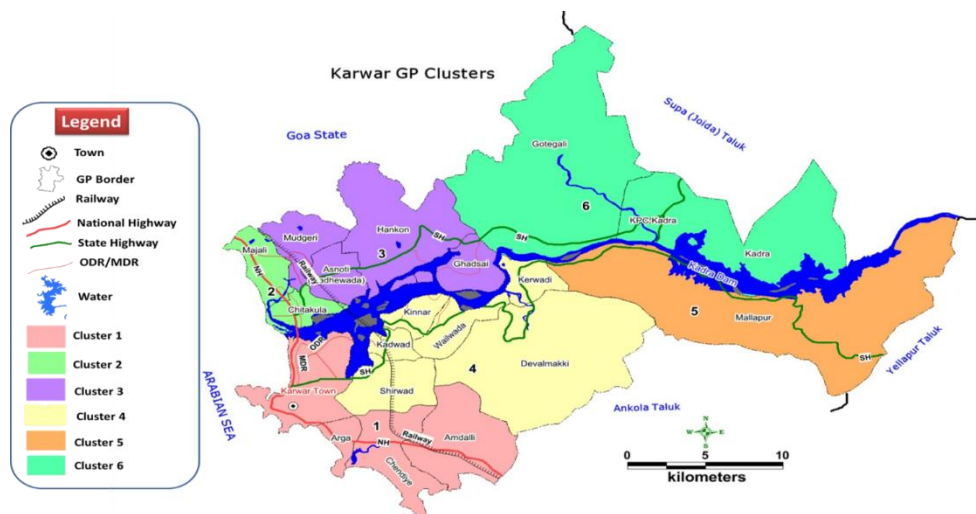 Karwar GP Clusters
Goa State
Supa (Joida) Taluk
Legend
Town
GP Border
Railway
National Highway
State Highway
ODR/MDR
Water
Cluster 1
Cluster 2
Cluster 3
Cluster 4
Cluster 5
Cluster 6
Gotegali
6
KPC,Kadra
Kadra
Kadra Dam
Mudgeri
Hankon
SH
SH
3
Majali
Railway
Asnoti
Ghadsai
NH
2
Chitakula
Kerwadi
Kinnar
Wailwada
5
Mallapur
SH
ODR
MDR
Kadwad
SH
4
Devalmakki
Yellapur Taluk
Karwar Town
Shirwad
ARABIAN SEA
Ankola Taluk
1
Arga
NH
Railway
Amdalli
Chendiye
N
W
E
S
0
5
10
kilometers